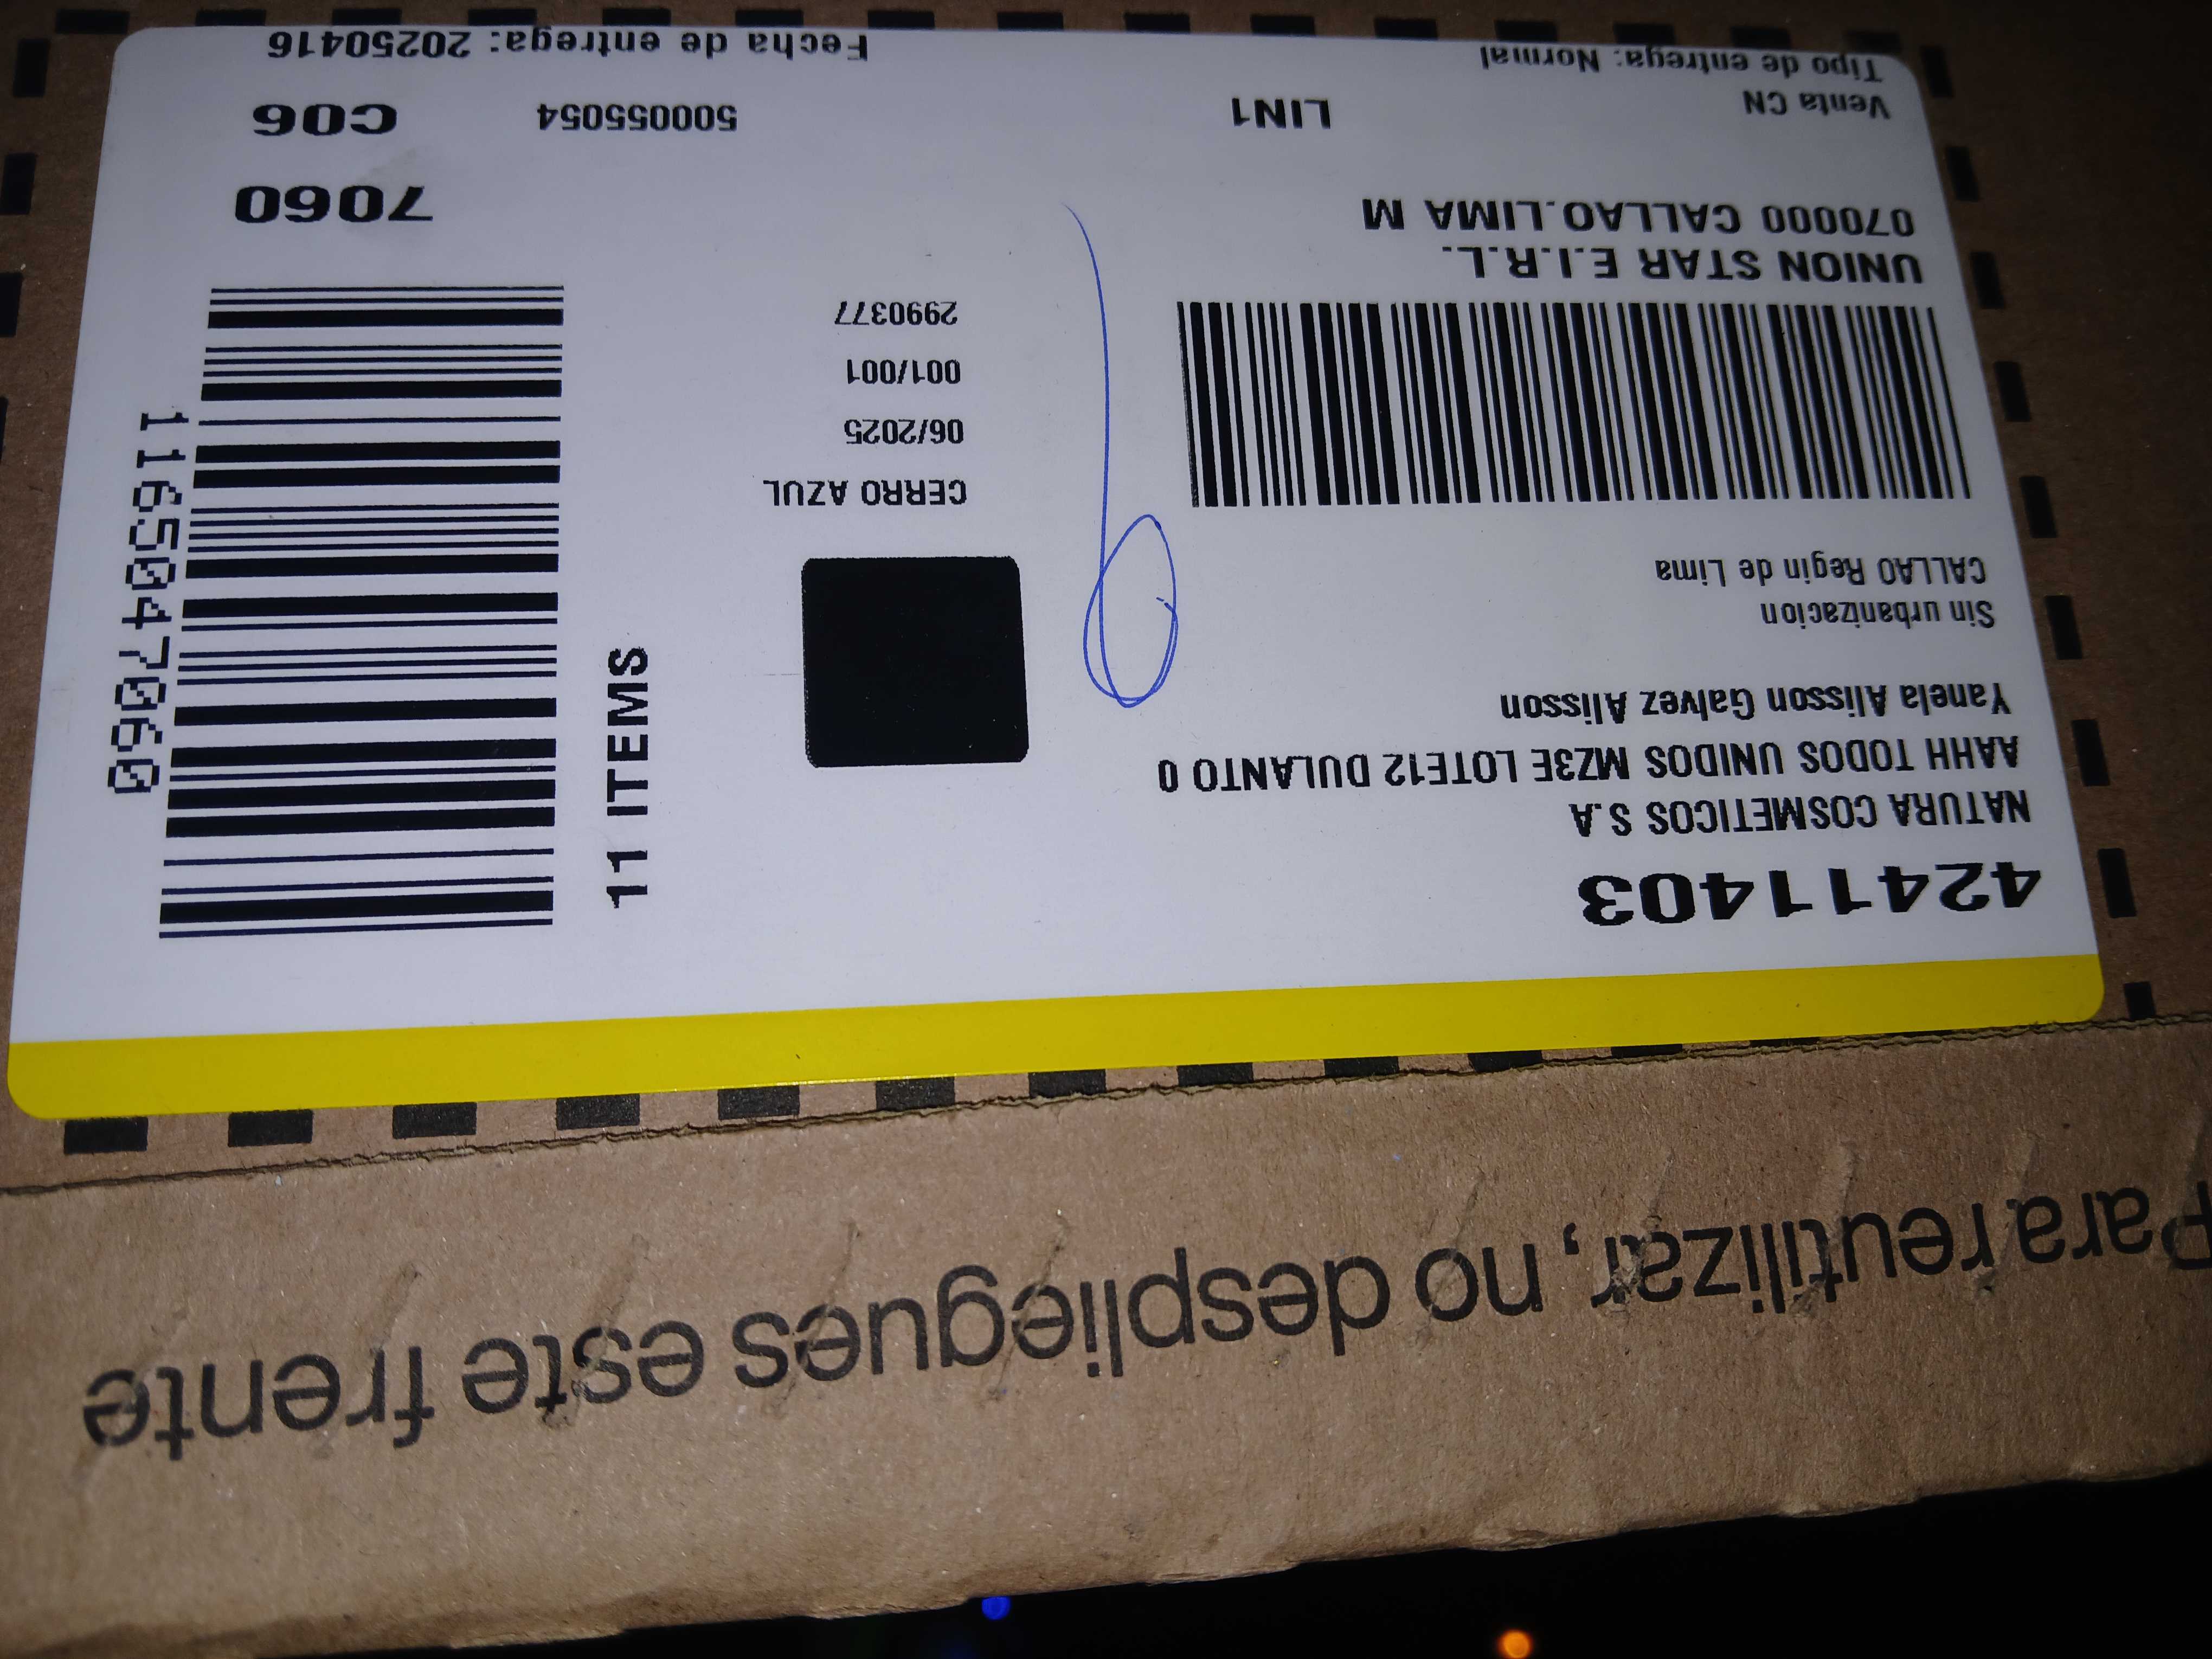 42411403
NATURA COSMETICOS S.A
AAHH TODOS UNIDOS MZ3E LOTE12 DULANTO 0
Yanela Alisson Galvez Alisson
Sin urbanizacion
CALLAO Regin de Lima
UNION STAR E.I.R.L.
070000 CALLAO.LIMA M
Venta CN
LIN1
Tipo de entrega: Normal
CERRO AZUL
06/2025
001/001
2990377
11 ITEMS
11650470600
7060
500055054
C06
Fecha de entrega: 20250416
Para reutilizar, no despliegues este frente